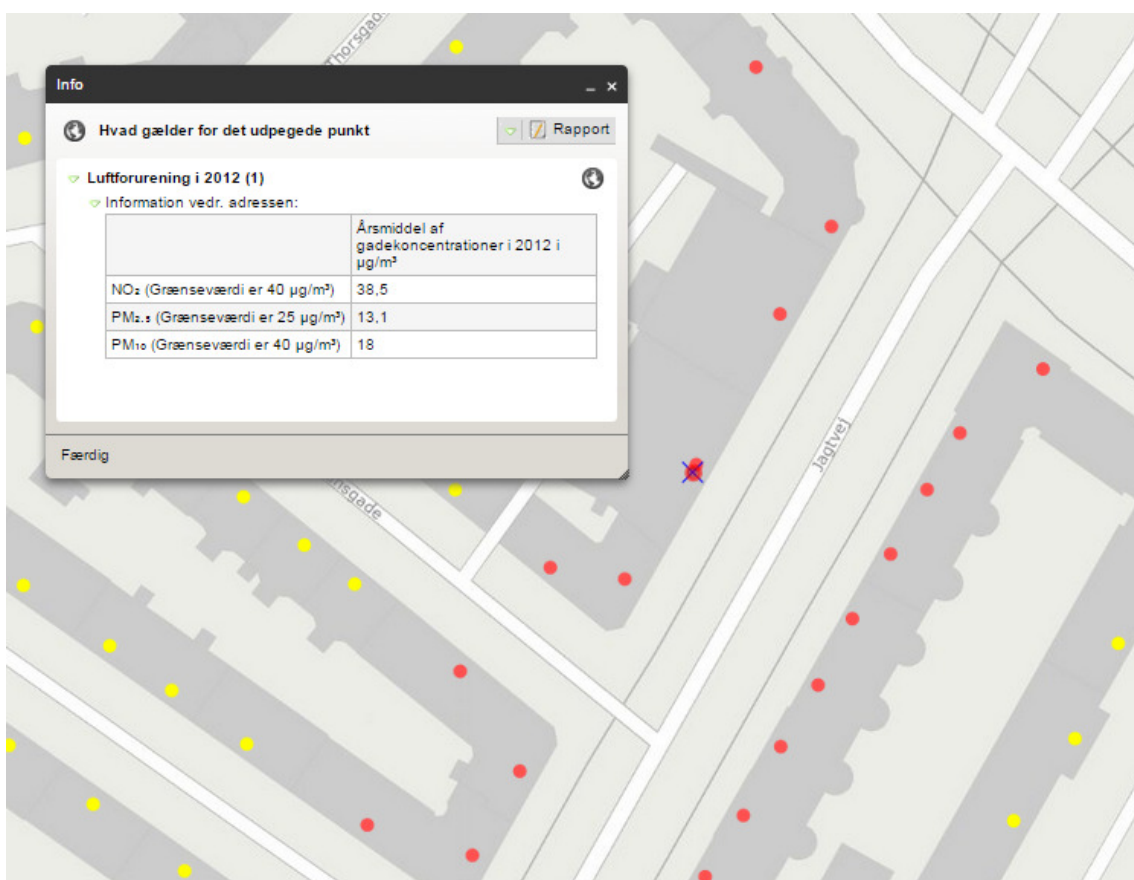 Thorsgad
Info
Hvad gælder for det udpegede punkt
Rapport
Luftforurening i 2012 (1)
Information vedr. adressen:
Årsmiddel af
gadekoncentrationer i 2012 i
µg/m³
NO₂ (Grænseværdi er 40 µg/m³) 38,5
PM₂.₅ (Grænseværdi er 25 µg/m³) 13,1
PM₁₀ (Grænseværdi er 40 µg/m³) 18
Færdig
Jagtvej
nsgade